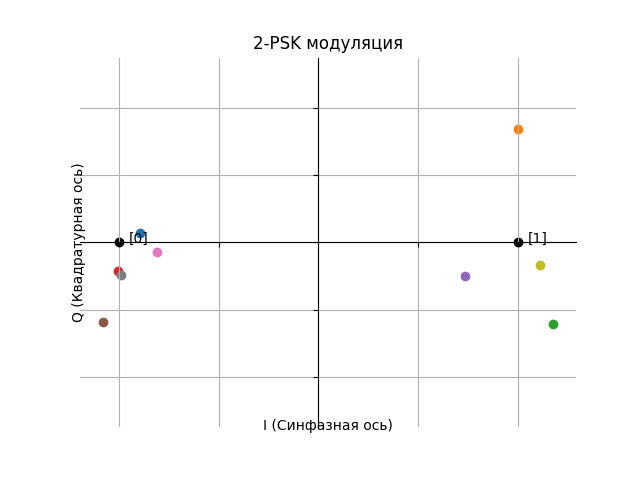 2-PSK модуляция
Q (Квадратурная ось)
[0]
[1]
I (Синфазная ось)